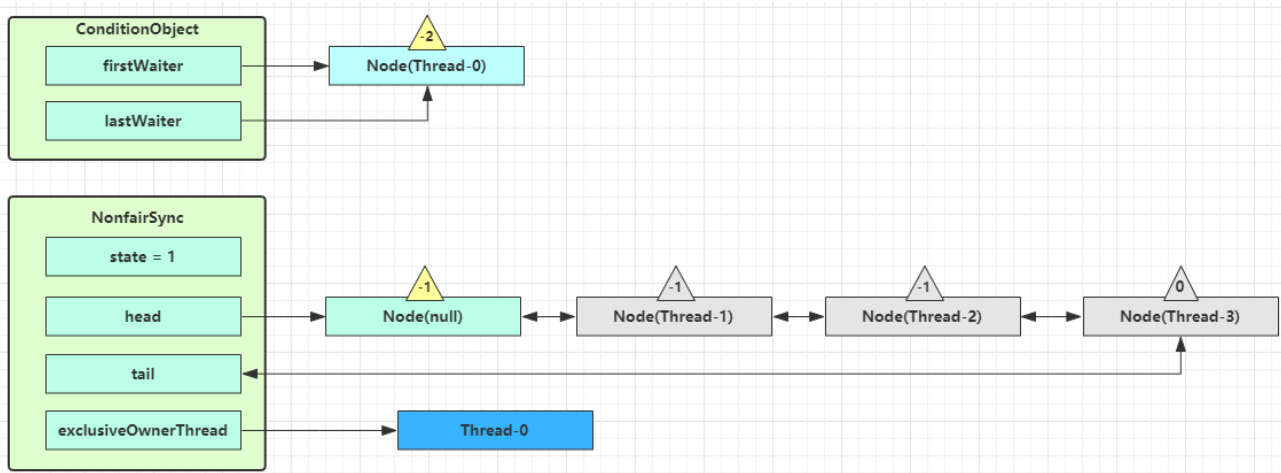 ConditionObject
-2
firstWaiter
Node(Thread-0)
lastWaiter
NonfairSync
state = 1
-1
-1
-1
0
head
Node(null)
Node(Thread-1)
Node(Thread-2)
Node(Thread-3)
tail
exclusiveOwnerThread
Thread-0